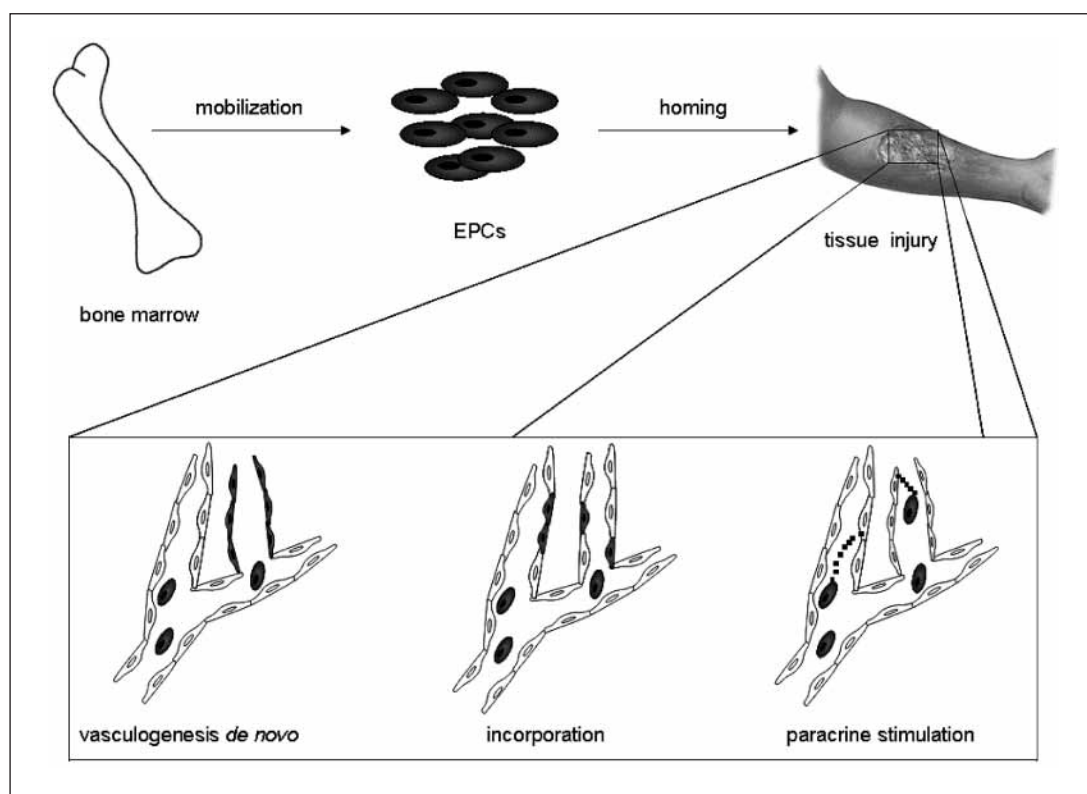 mobilization
homing
EPCs
tissue injury
bone marrow
vasculogenesis de novo
incorporation
paracrine stimulation